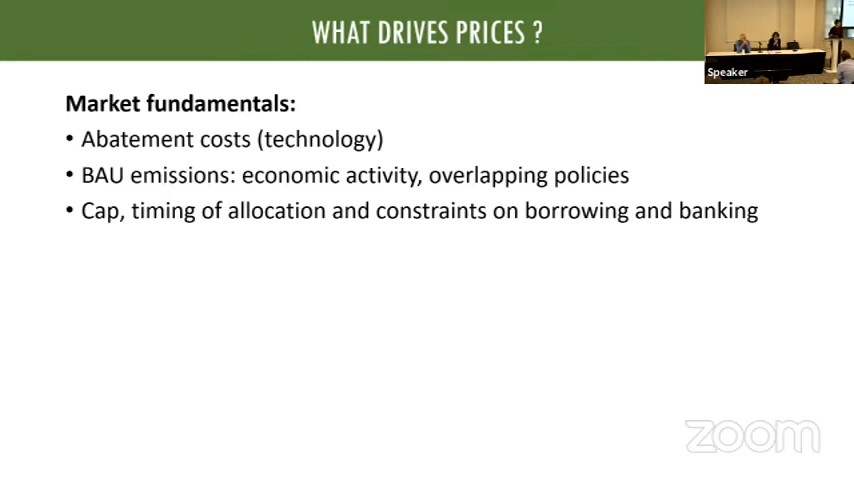 WHAT DRIVES PRICES ?
Speaker
Market fundamentals:
• Abatement costs (technology)
• BAU emissions: economic activity, overlapping policies
• Cap, timing of allocation and constraints on borrowing and banking
zoom